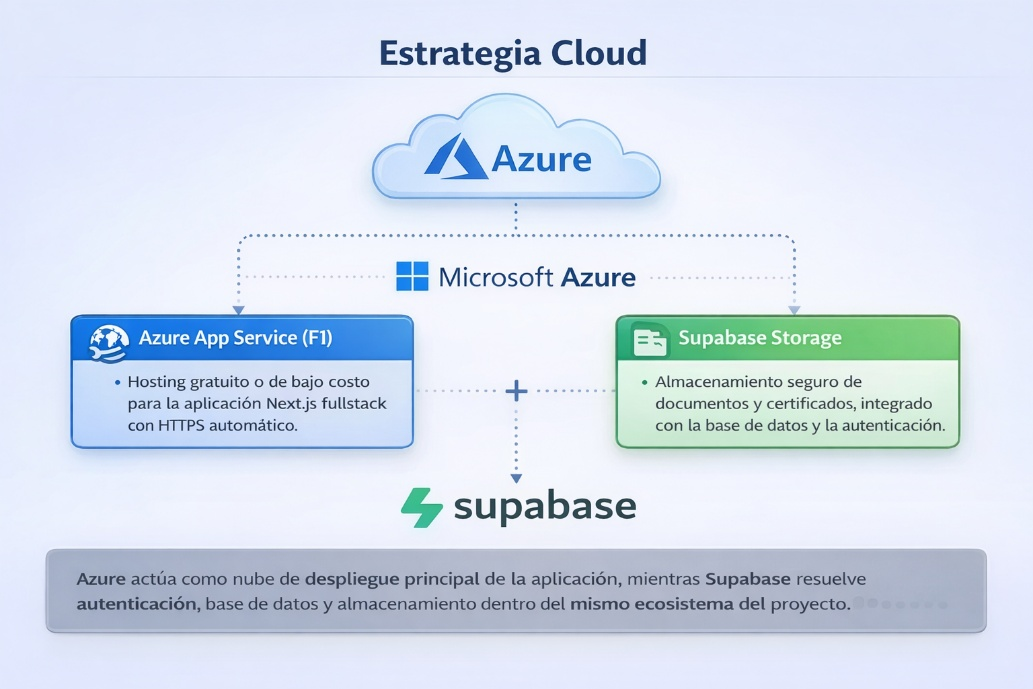 Estrategia Cloud
Azure
Microsoft Azure
Azure App Service (F1)
• Hosting gratuito o de bajo costo
para la aplicación Next.js fullstack
con HTTPS automático.
Supabase Storage
• Almacenamiento seguro de
documentos y certificados, integrado
con la base de datos y la autenticación.
+
supabase
Azure actúa como nube de despliegue principal de la aplicación, mientras Supabase resuelve
autenticación, base de datos y almacenamiento dentro del mismo ecosistema del proyecto.